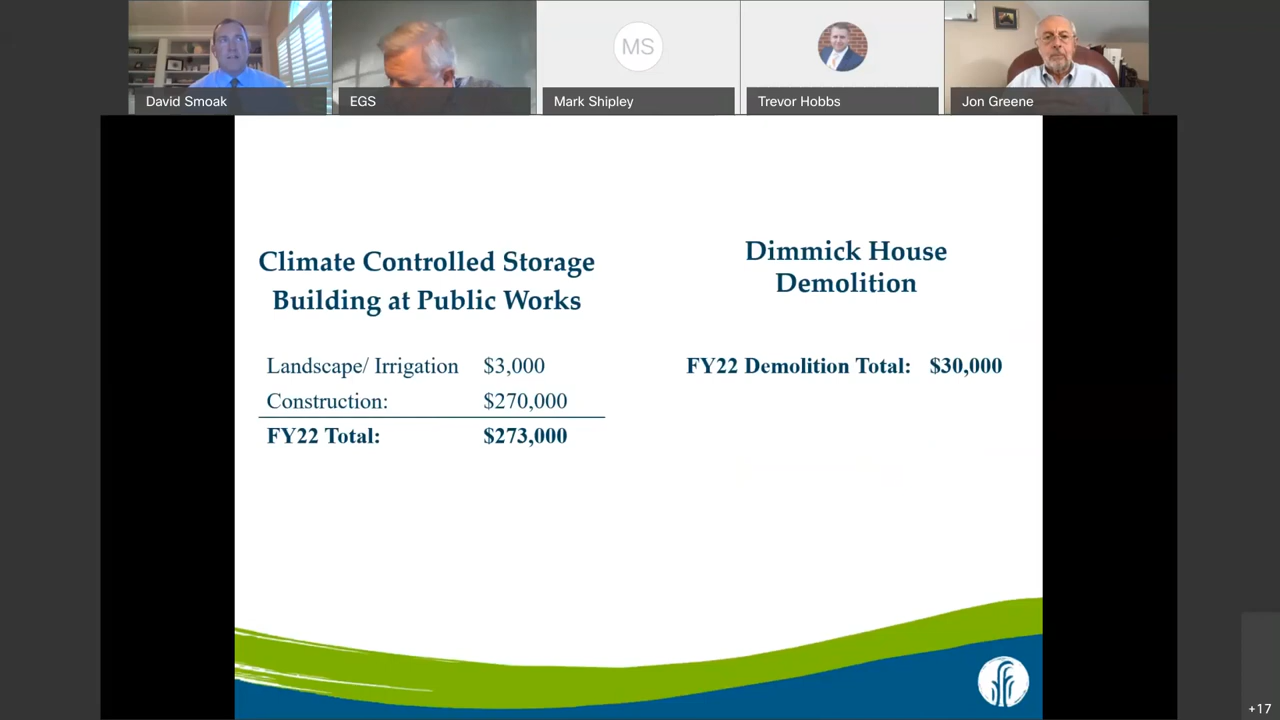 MS
David Smoak
EGS
Mark Shipley
Trevor Hobbs
Jon Greene
Climate Controlled Storage
Building at Public Works
Landscape/ Irrigation $3,000
Construction: $270,000
FY22 Total: $273,000
Dimmick House
Demolition
FY22 Demolition Total: $30,000
+17